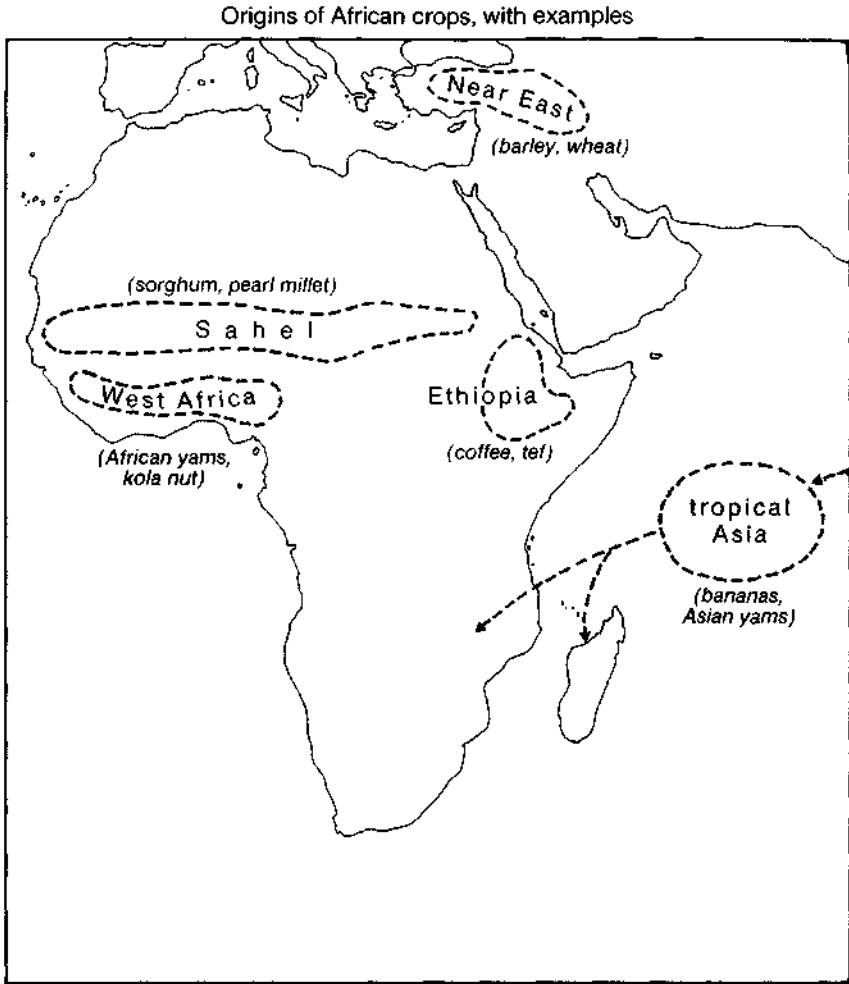 Origins of African crops, with examples
Near East
(barley, wheat)
(sorghum, pearl millet)
Sahel
West Africa
(African yams,
kola nut)
Ethiopia
(coffee, tef)
tropical
Asia
(bananas,
Asian yams)